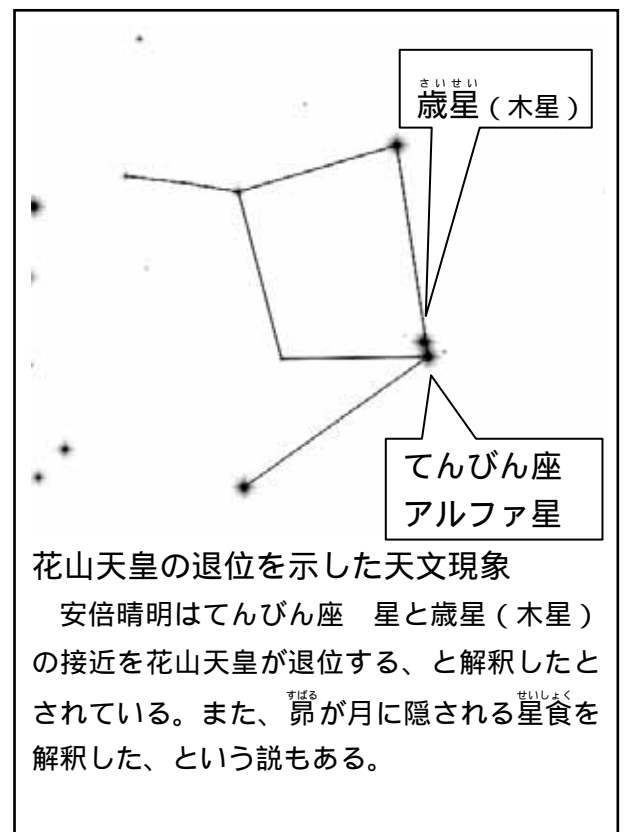 さいせい
歳星(木星)
てんびん座
アルファ星
花山天皇の退位を示した天文現象
　安倍晴明はてんびん座　星と歳星(木星)
の接近を花山天皇が退位する、と解釈したと
されている。また、昴が月に隠される星食を
すばる
せいしょく
解釈した、という説もある。